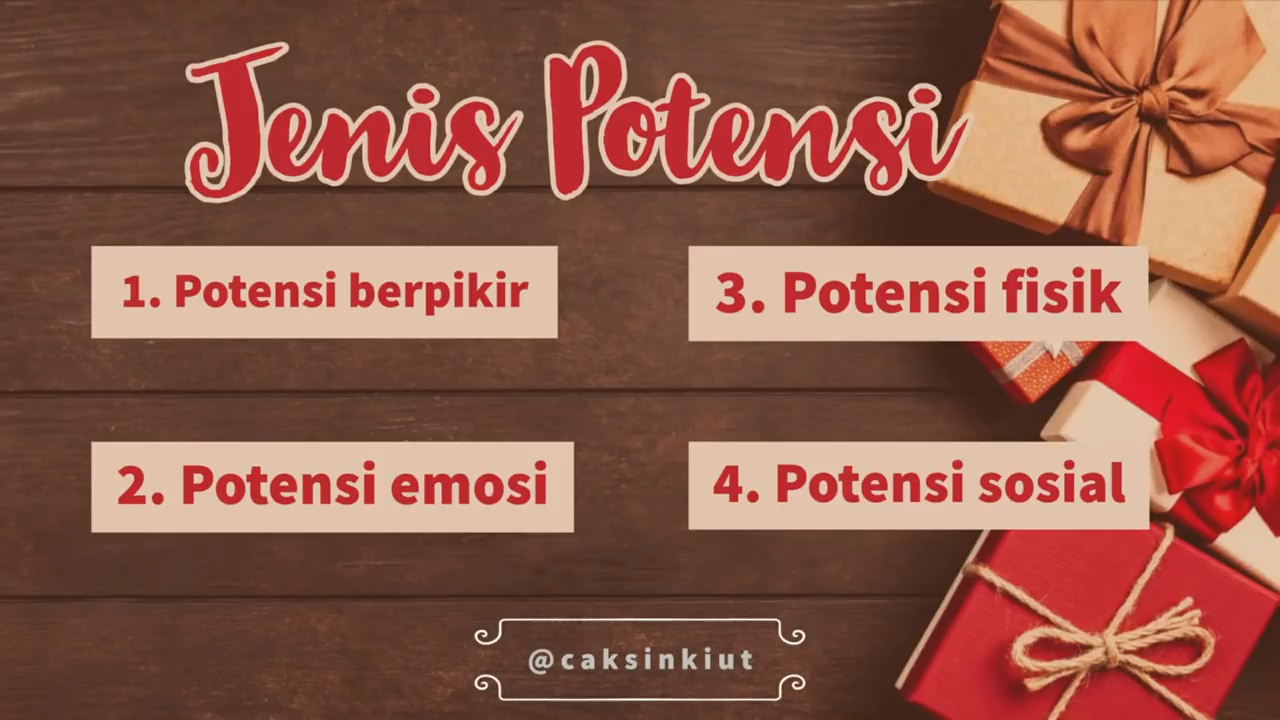 Jenis Potensi
1. Potensi berpikir
2. Potensi emosi
3. Potensi fisik
4. Potensi sosial
@caksinkiut